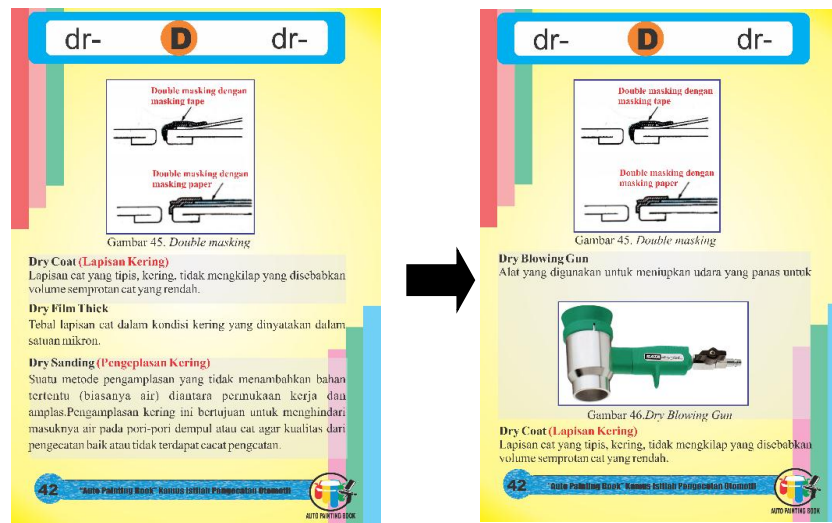 dr-
D
dr-
Double masking dengan
masking tape
Double masking dengan
masking paper
Gambar 45. Double masking
Dry Coat (Lapisan Kering)
Lapisan cat yang tipis, kering, tidak mengkilap yang disebabkan
volume semprotan cat yang rendah.
Dry Film Thick
Tebal lapisan cat dalam kondisi kering yang dinyatakan dalam
satuan mikron.
Dry Sanding (Pengeplasan Kering)
Suatu metode pengamplasan yang tidak menambahkan bahan
tertentu (biasanya air) diantara permukaan kerja dan
amplas.Pengamplasan kering ini bertujuan untuk menghindari
masuknya air pada pori-pori dempul atau cat agar kualitas dari
pengecatan baik atau tidak terdapat cacat pengecatan.
42
"Auto Painting Book" Kamus Istilah Pengecatan Otomotif
AUTO PAINTING BOOK
dr-
D
dr-
Double masking dengan
masking tape
Double masking dengan
masking paper
Gambar 45. Double masking
Dry Blowing Gun
Alat yang digunakan untuk meniupkan udara yang panas untuk
Gambar 46.Dry Blowing Gun
Dry Coat (Lapisan Kering)
Lapisan cat yang tipis, kering, tidak mengkilap yang disebabkan
volume semprotan cat yang rendah.
42
"Auto Painting Book" Kamus Istilah Pengecatan Otomotif
AUTO PAINTING BOOK